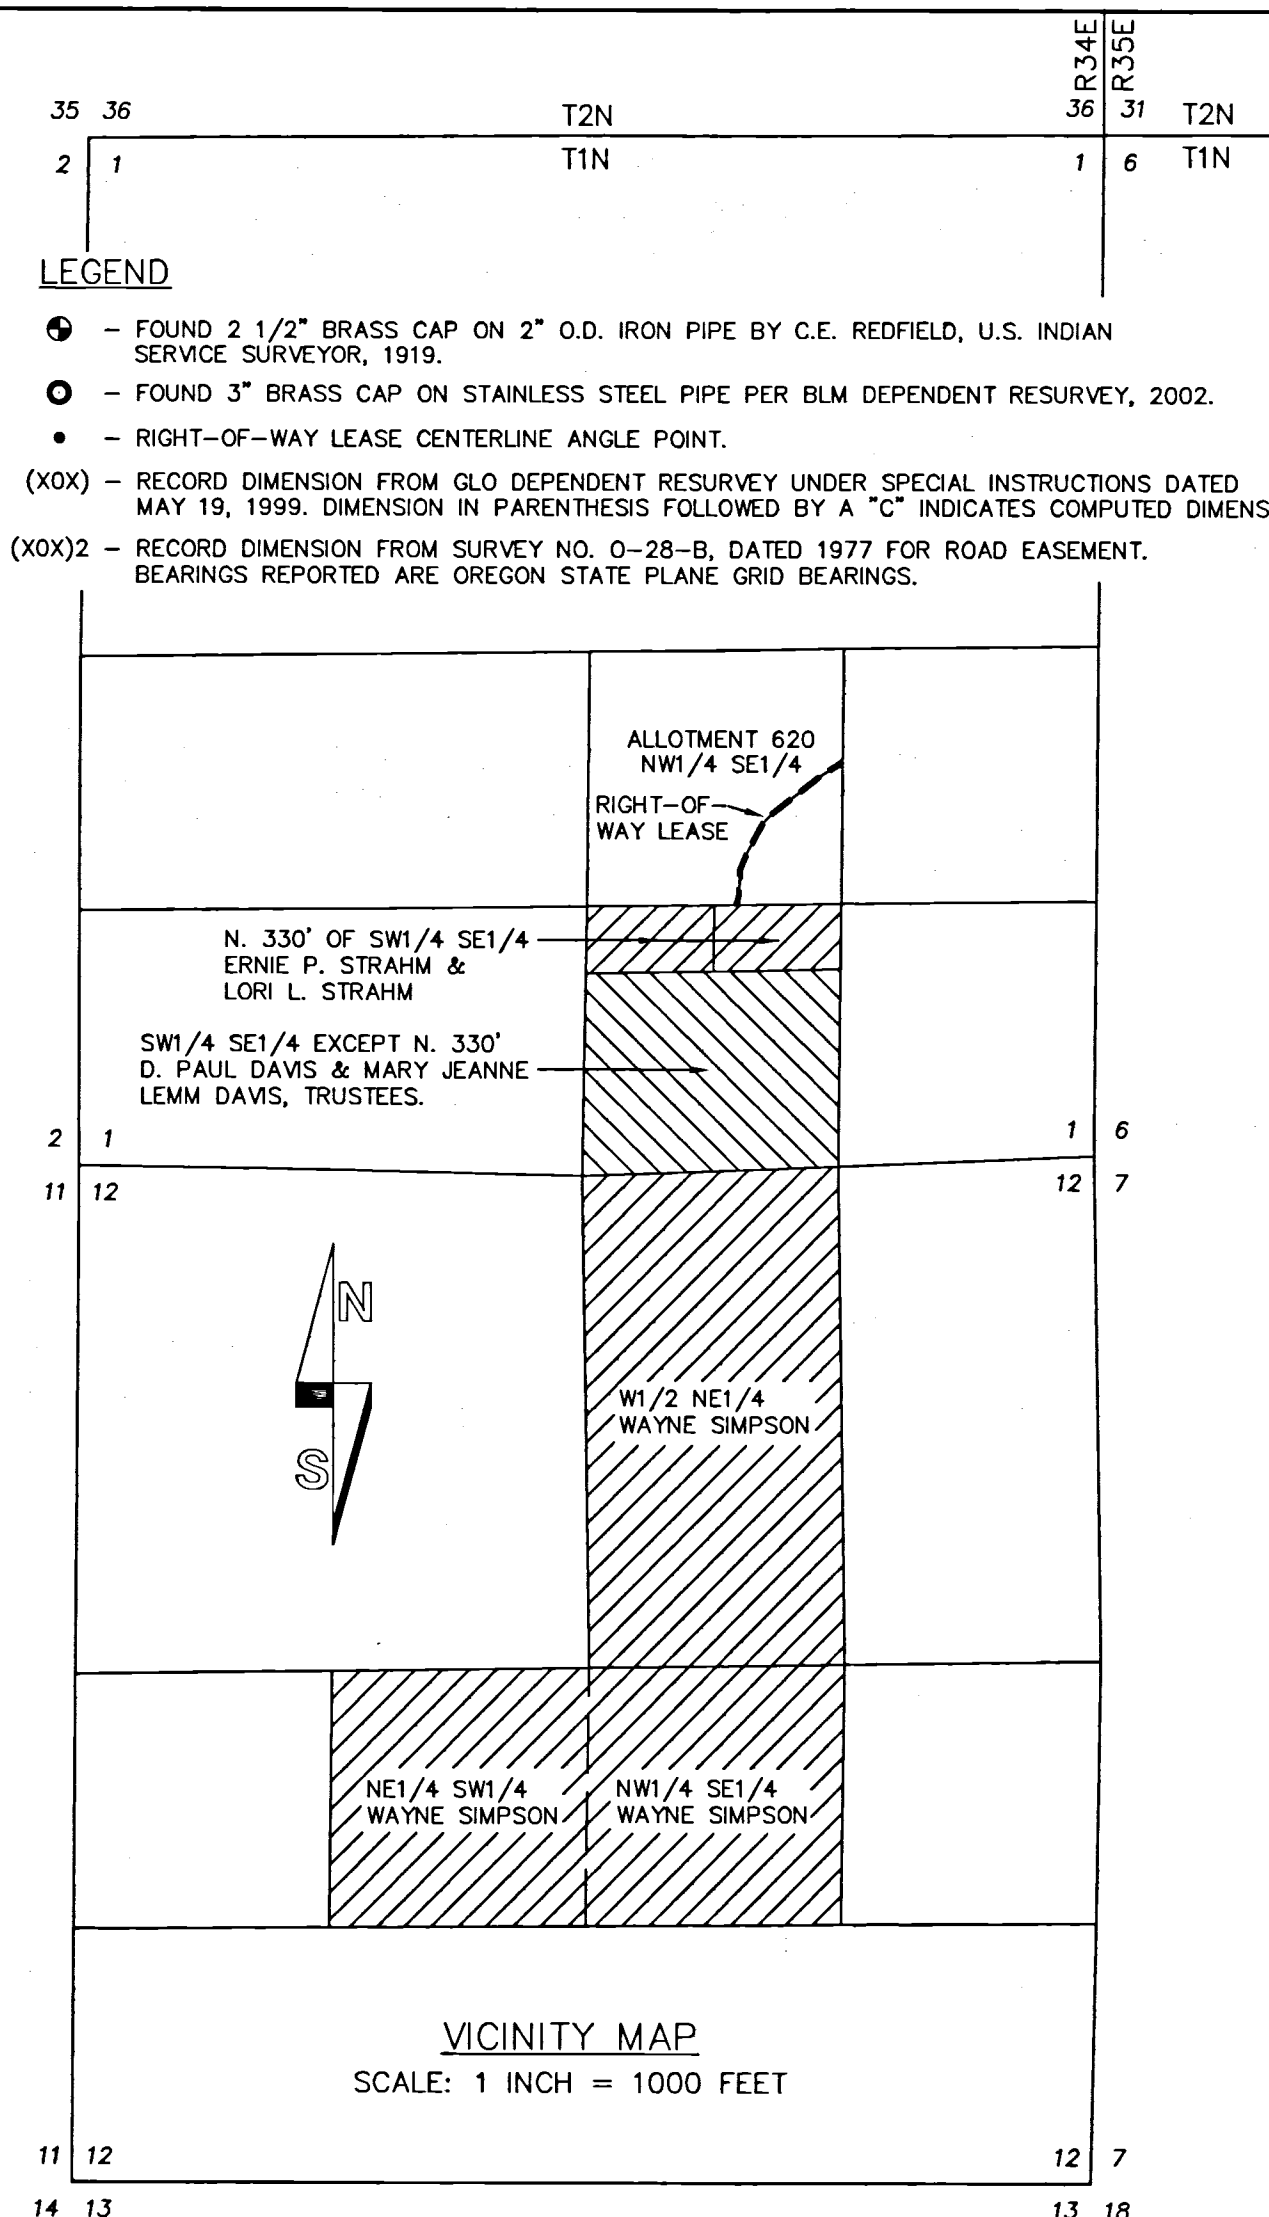 R34E
R35E
35 36 T2N 36 31 T2N
2 1 T1N 1 6 T1N
LEGEND
– FOUND 2 1/2" BRASS CAP ON 2" O.D. IRON PIPE BY C.E. REDFIELD, U.S. INDIAN
SERVICE SURVEYOR, 1919.
– FOUND 3" BRASS CAP ON STAINLESS STEEL PIPE PER BLM DEPENDENT RESURVEY, 2002.
– RIGHT–OF–WAY LEASE CENTERLINE ANGLE POINT.
(X0X) – RECORD DIMENSION FROM GLO DEPENDENT RESURVEY UNDER SPECIAL INSTRUCTIONS DATED
MAY 19, 1999. DIMENSION IN PARENTHESIS FOLLOWED BY A "C" INDICATES COMPUTED DIMENS
(X0X)2 – RECORD DIMENSION FROM SURVEY NO. O–28–B, DATED 1977 FOR ROAD EASEMENT.
BEARINGS REPORTED ARE OREGON STATE PLANE GRID BEARINGS.
ALLOTMENT 620
NW1/4 SE1/4
RIGHT–OF–
WAY LEASE
N. 330' OF SW1/4 SE1/4
ERNIE P. STRAHM &
LORI L. STRAHM
SW1/4 SE1/4 EXCEPT N. 330'
D. PAUL DAVIS & MARY JEANNE
LEMM DAVIS, TRUSTEES.
2 1 1 6
11 12 12 7
N
S
W1/2 NE1/4
WAYNE SIMPSON
NE1/4 SW1/4
WAYNE SIMPSON
NW1/4 SE1/4
WAYNE SIMPSON
VICINITY MAP
SCALE: 1 INCH = 1000 FEET
11 12 12 7
14 13 13 18